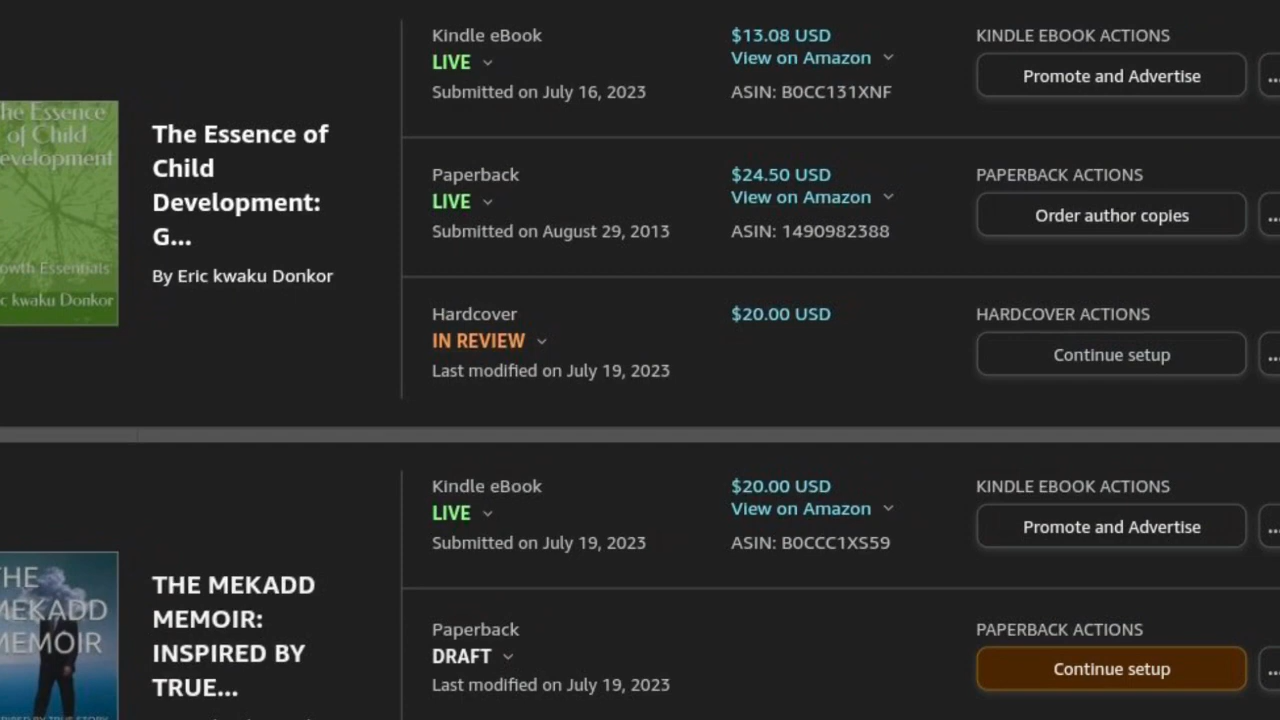 The Essence
of Child
Development
Growth Essentials
kwaku Donkor
The Essence of
Child
Development:
G...
By Eric kwaku Donkor
Kindle eBook
LIVE
Submitted on July 16, 2023
$13.08 USD
View on Amazon
ASIN: B0CC131XNF
KINDLE EBOOK ACTIONS
Promote and Advertise
...
Paperback
LIVE
Submitted on August 29, 2013
$24.50 USD
View on Amazon
ASIN: 1490982388
PAPERBACK ACTIONS
Order author copies
...
Hardcover
IN REVIEW
Last modified on July 19, 2023
$20.00 USD
HARDCOVER ACTIONS
Continue setup
...
THE
MEKADD
MEMOIR
THE MEKADD
MEMOIR:
INSPIRED BY
TRUE...
Kindle eBook
LIVE
Submitted on July 19, 2023
$20.00 USD
View on Amazon
ASIN: B0CCC1XS59
KINDLE EBOOK ACTIONS
Promote and Advertise
...
Paperback
DRAFT
Last modified on July 19, 2023
PAPERBACK ACTIONS
Continue setup
...